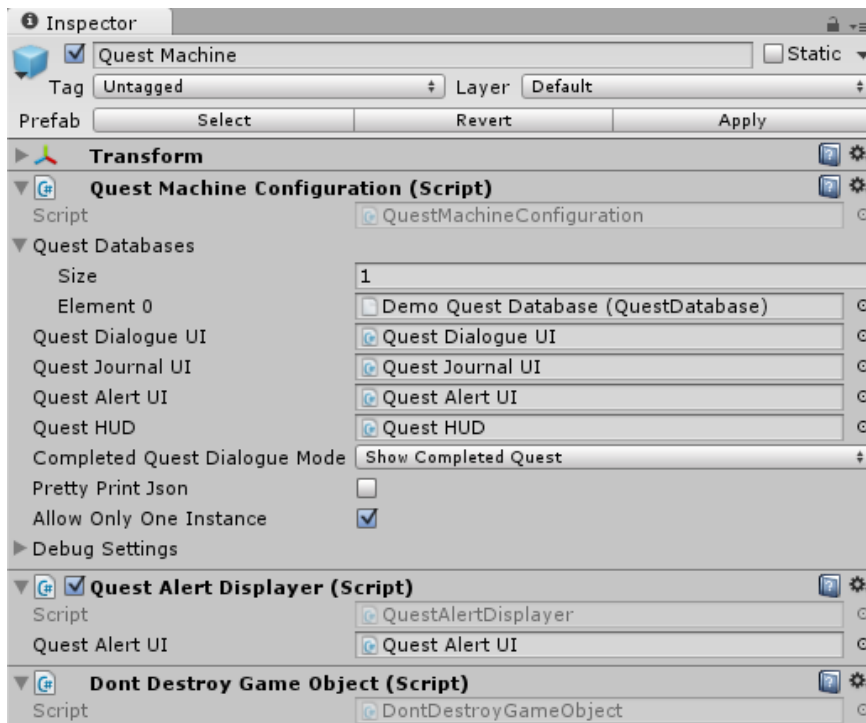 Inspector
Quest Machine Static
Tag Untagged Layer Default
Prefab Select Revert Apply
Transform
Quest Machine Configuration (Script)
Script QuestMachineConfiguration
Quest Databases
Size 1
Element 0 Demo Quest Database (QuestDatabase)
Quest Dialogue UI Quest Dialogue UI
Quest Journal UI Quest Journal UI
Quest Alert UI Quest Alert UI
Quest HUD Quest HUD
Completed Quest Dialogue Mode Show Completed Quest
Pretty Print Json
Allow Only One Instance
Debug Settings
Quest Alert Displayer (Script)
Script QuestAlertDisplayer
Quest Alert UI Quest Alert UI
Dont Destroy Game Object (Script)
Script DontDestroyGameObject